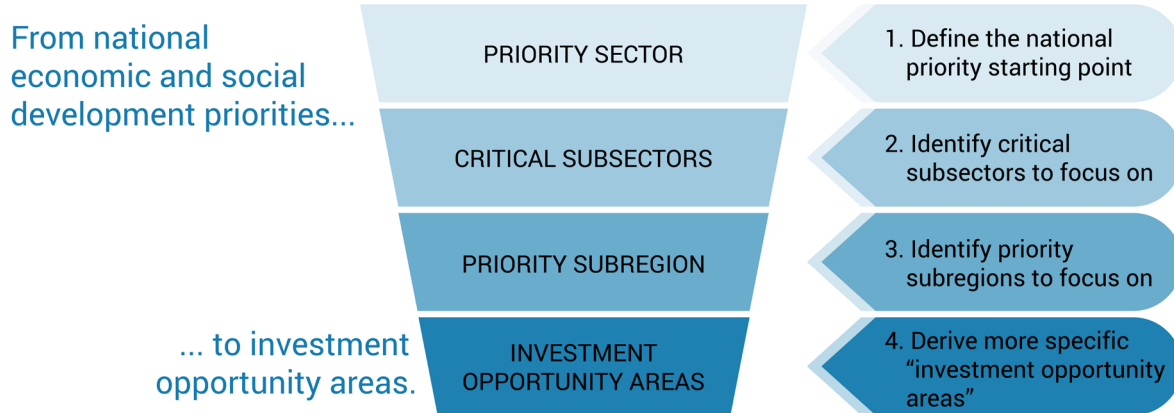 From national
economic and social
development priorities...
PRIORITY SECTOR
1. Define the national
priority starting point
CRITICAL SUBSECTORS
2. Identify critical
subsectors to focus on
PRIORITY SUBREGION
3. Identify priority
subregions to focus on
... to investment
opportunity areas.
INVESTMENT
OPPORTUNITY AREAS
4. Derive more specific
“investment opportunity
areas”